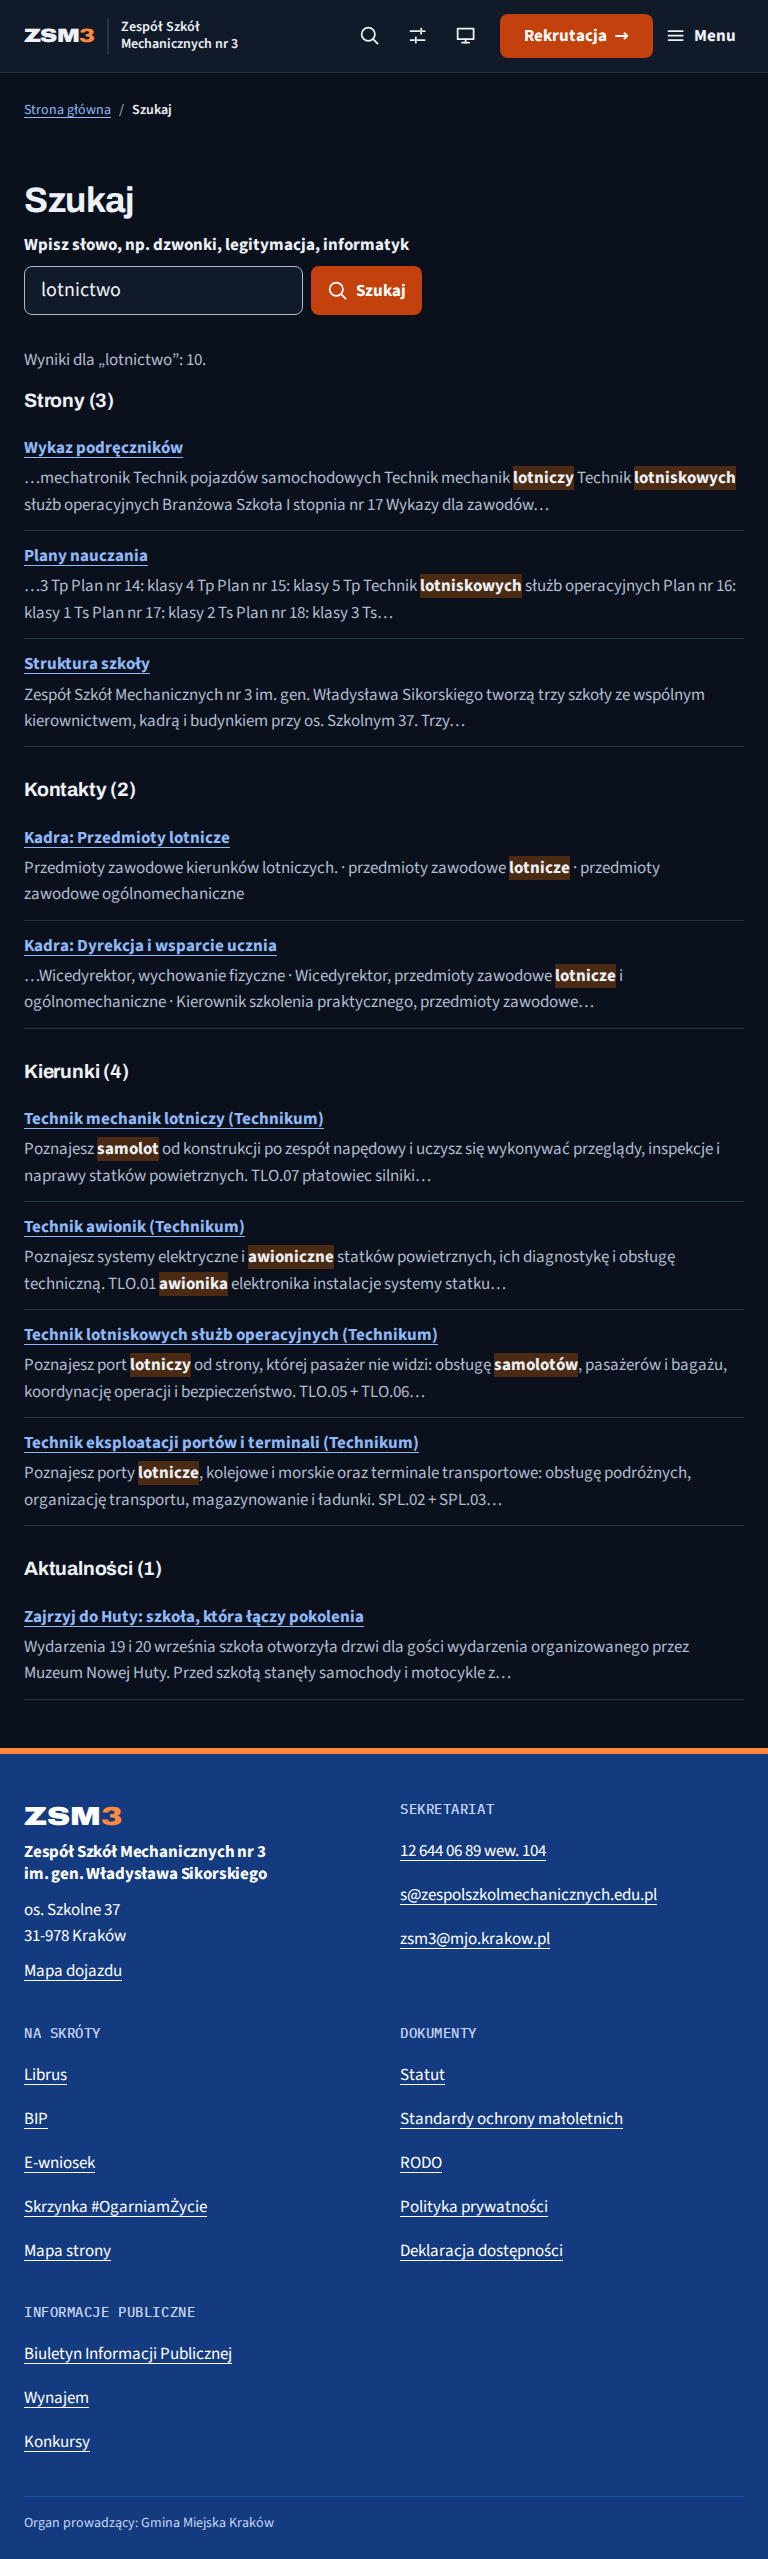 ZSM3
Zespół Szkół
Mechanicznych nr 3
Rekrutacja →
Menu
Strona główna / Szukaj
Szukaj
Wpisz słowo, np. dzwonki, legitymacja, informatyk
lotnictwo
Szukaj
Wyniki dla „lotnictwo”: 10.
Strony (3)
Wykaz podręczników
…mechatronik Technik pojazdów samochodowych Technik mechanik lotniczy Technik lotniskowych
służb operacyjnych Branżowa Szkoła I stopnia nr 17 Wykazy dla zawodów…
Plany nauczania
…3 Tp Plan nr 14: klasy 4 Tp Plan nr 15: klasy 5 Tp Technik lotniskowych służb operacyjnych Plan nr 16:
klasy 1 Ts Plan nr 17: klasy 2 Ts Plan nr 18: klasy 3 Ts…
Struktura szkoły
Zespół Szkół Mechanicznych nr 3 im. gen. Władysława Sikorskiego tworzą trzy szkoły ze wspólnym
kierownictwem, kadrą i budynkiem przy os. Szkolnym 37. Trzy…
Kontakty (2)
Kadra: Przedmioty lotnicze
Przedmioty zawodowe kierunków lotniczych. · przedmioty zawodowe lotnicze · przedmioty
zawodowe ogólnomechaniczne
Kadra: Dyrekcja i wsparcie ucznia
…Wicedyrektor, wychowanie fizyczne · Wicedyrektor, przedmioty zawodowe lotnicze i
ogólnomechaniczne · Kierownik szkolenia praktycznego, przedmioty zawodowe…
Kierunki (4)
Technik mechanik lotniczy (Technikum)
Poznajesz samolot od konstrukcji po zespół napędowy i uczysz się wykonywać przeglądy, inspekcje i
naprawy statków powietrznych. TLO.07 płatowiec silniki…
Technik awionik (Technikum)
Poznajesz systemy elektryczne i awioniczne statków powietrznych, ich diagnostykę i obsługę
techniczną. TLO.01 awionika elektronika instalacje systemy statku…
Technik lotniskowych służb operacyjnych (Technikum)
Poznajesz port lotniczy od strony, której pasażer nie widzi: obsługę samolotów, pasażerów i bagażu,
koordynację operacji i bezpieczeństwo. TLO.05 + TLO.06…
Technik eksploatacji portów i terminali (Technikum)
Poznajesz porty lotnicze, kolejowe i morskie oraz terminale transportowe: obsługę podróżnych,
organizację transportu, magazynowanie i ładunki. SPL.02 + SPL.03…
Aktualności (1)
Zajrzyj do Huty: szkoła, która łączy pokolenia
Wydarzenia 19 i 20 września szkoła otworzyła drzwi dla gości wydarzenia organizowanego przez
Muzeum Nowej Huty. Przed szkołą stanęły samochody i motocykle z…
ZSM3
Zespół Szkół Mechanicznych nr 3
im. gen. Władysława Sikorskiego
os. Szkolne 37
31-978 Kraków
Mapa dojazdu
SEKRETARIAT
12 644 06 89 wew. 104
s@zespolszkolmechanicznych.edu.pl
zsm3@mjo.krakow.pl
NA SKRÓTY
Librus
BIP
E-wniosek
Skrzynka #OgarniamŻycie
Mapa strony
DOKUMENTY
Statut
Standardy ochrony małoletnich
RODO
Polityka prywatności
Deklaracja dostępności
INFORMACJE PUBLICZNE
Biuletyn Informacji Publicznej
Wynajem
Konkursy
Organ prowadzący: Gmina Miejska Kraków